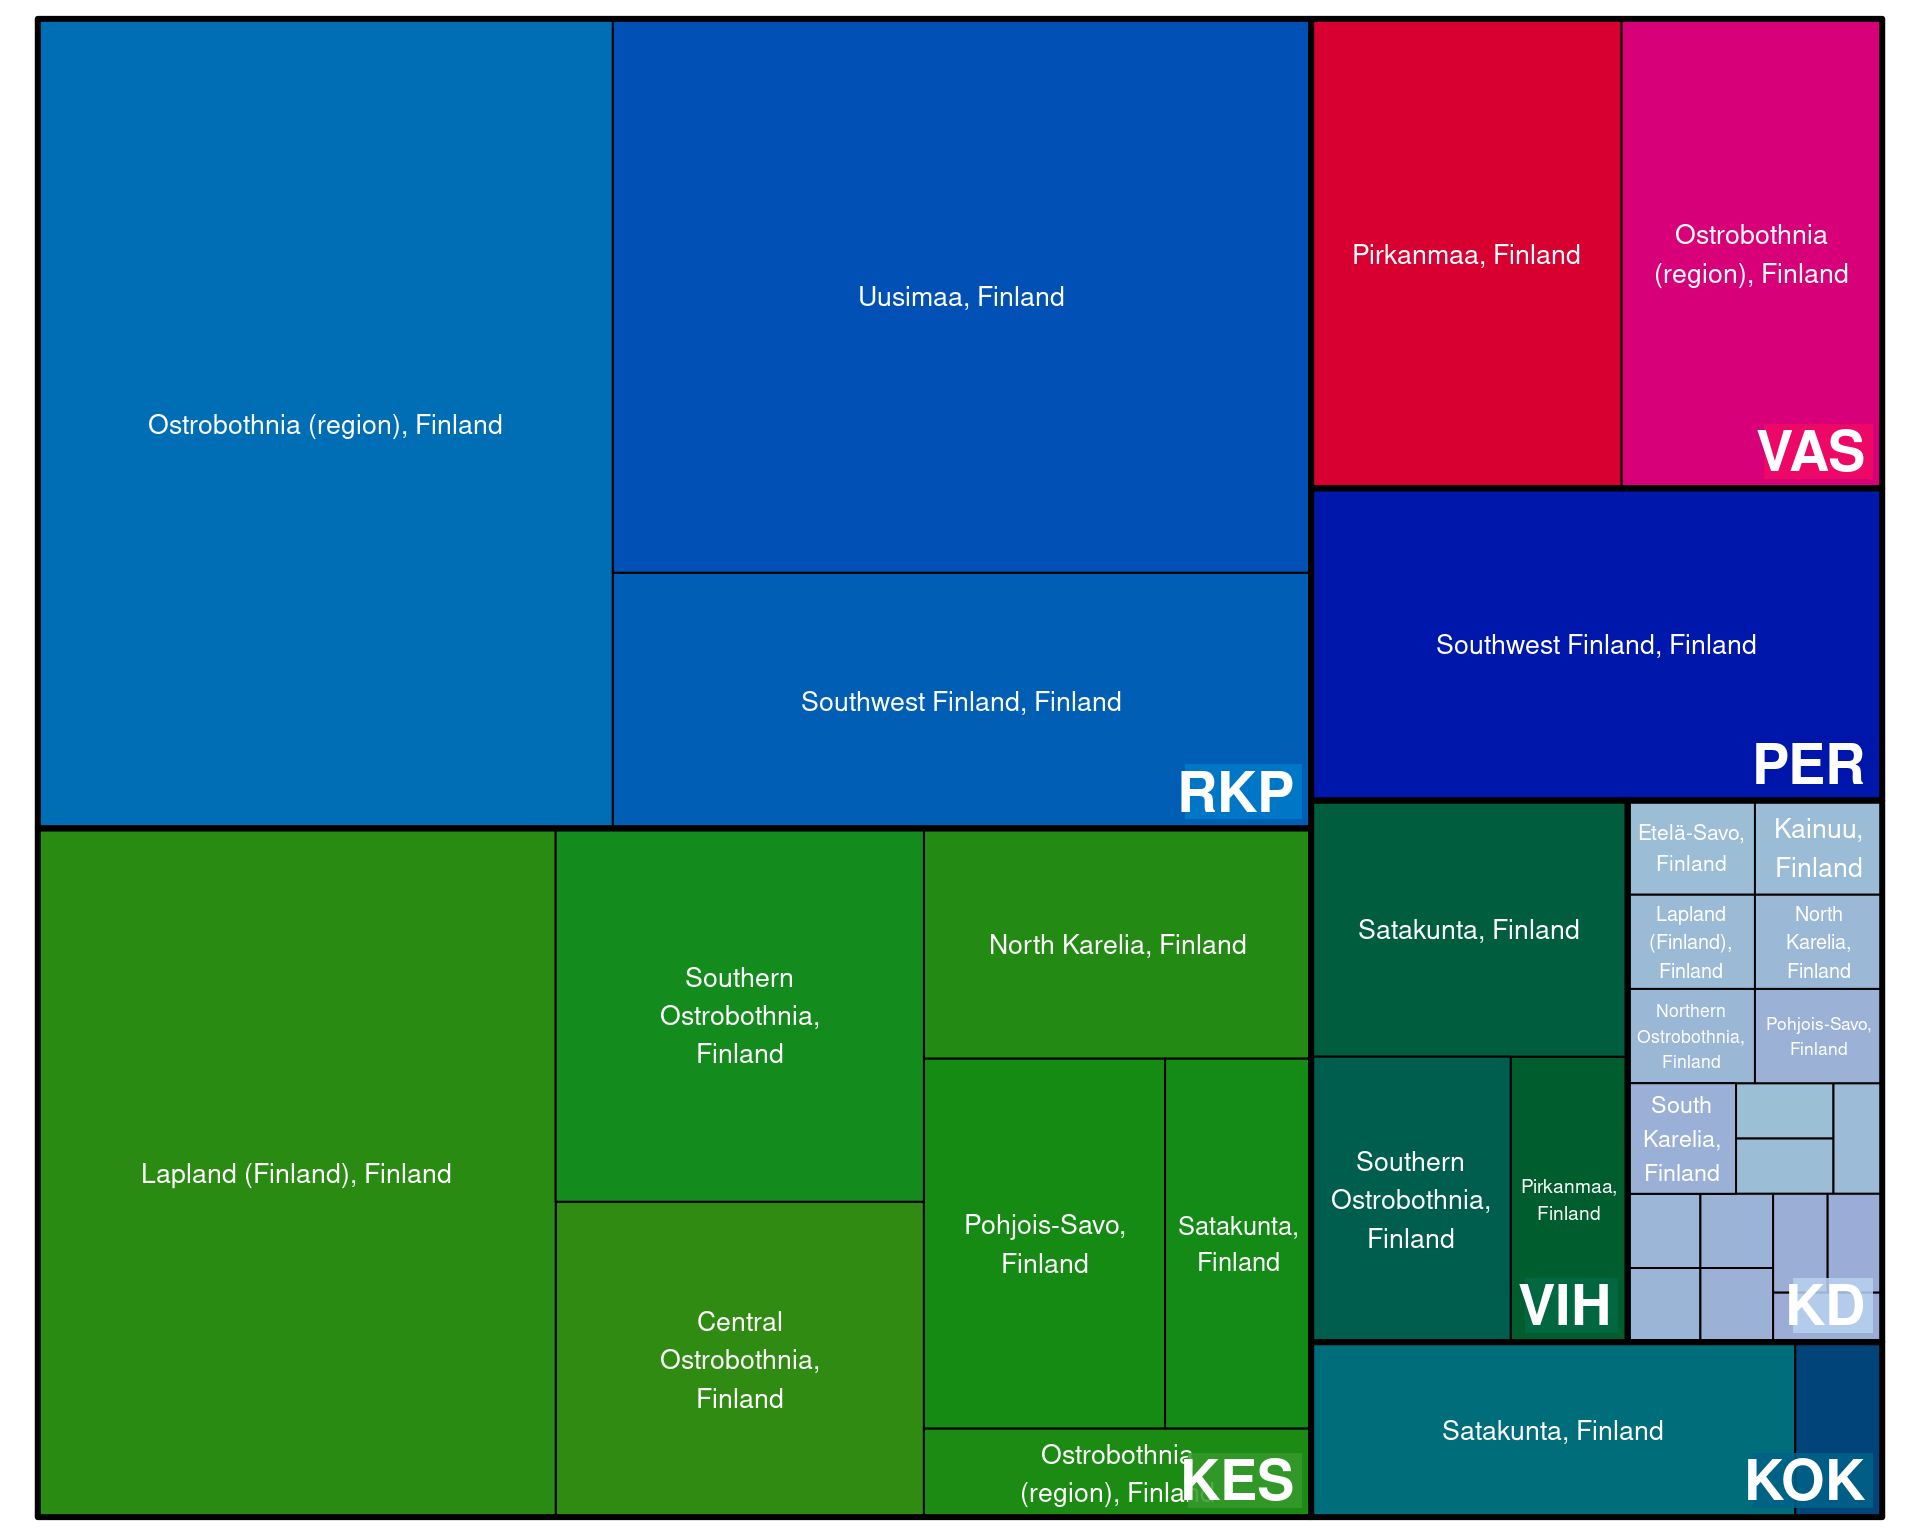 Ostrobothnia (region), Finland
Uusimaa, Finland
Southwest Finland, Finland
RKP
Pirkanmaa, Finland
Ostrobothnia
(region), Finland
VAS
Southwest Finland, Finland
PER
Lapland (Finland), Finland
Southern
Ostrobothnia,
Finland
Central
Ostrobothnia,
Finland
North Karelia, Finland
Pohjois-Savo,
Finland
Satakunta,
Finland
Ostrobothnia
(region), Finland
KES
Satakunta, Finland
Southern
Ostrobothnia,
Finland
Pirkanmaa,
Finland
VIH
Etelä-Savo,
Finland
Kainuu,
Finland
Lapland
(Finland),
Finland
North
Karelia,
Finland
Northern
Ostrobothnia,
Finland
Pohjois-Savo,
Finland
South
Karelia,
Finland
KD
Satakunta, Finland
KOK